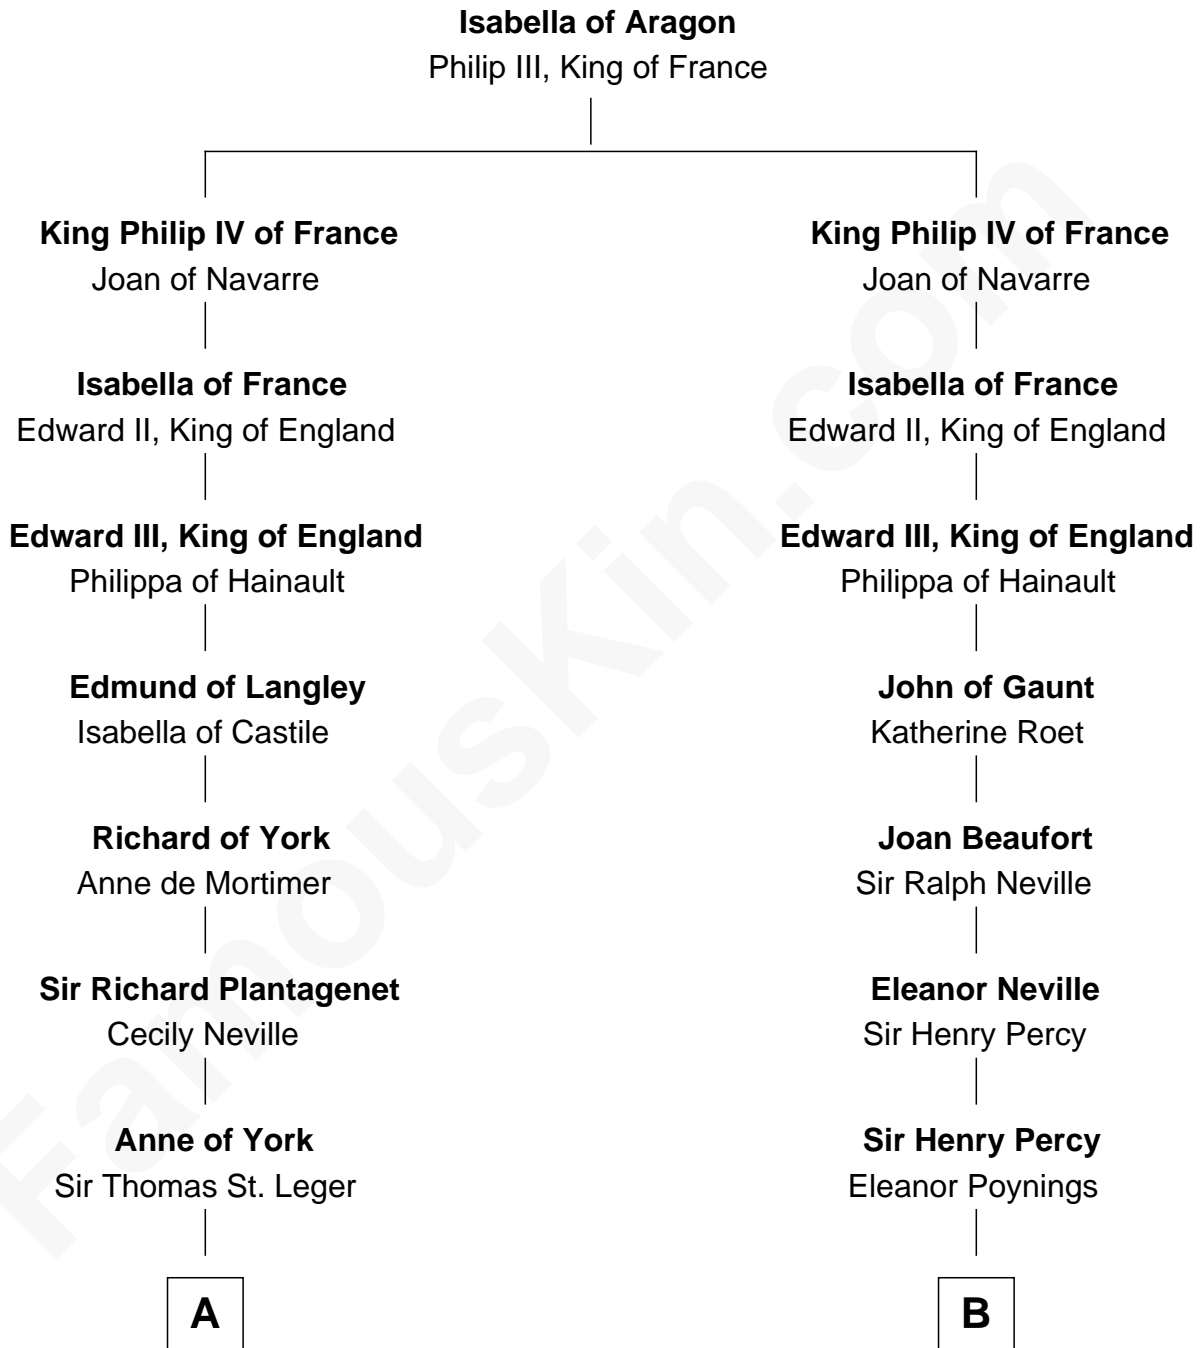 Isabella of Aragon
Philip III, King of France
King Philip IV of France
Joan of Navarre
King Philip IV of France
Joan of Navarre
Isabella of France
Edward II, King of England
Isabella of France
Edward II, King of England
Edward III, King of England
Philippa of Hainault
Edward III, King of England
Philippa of Hainault
Edmund of Langley
Isabella of Castile
John of Gaunt
Katherine Roet
Richard of York
Anne de Mortimer
Joan Beaufort
Sir Ralph Neville
Sir Richard Plantagenet
Cecily Neville
Eleanor Neville
Sir Henry Percy
Anne of York
Sir Thomas St. Leger
Sir Henry Percy
Eleanor Poynings
A
B
FamousKin.com